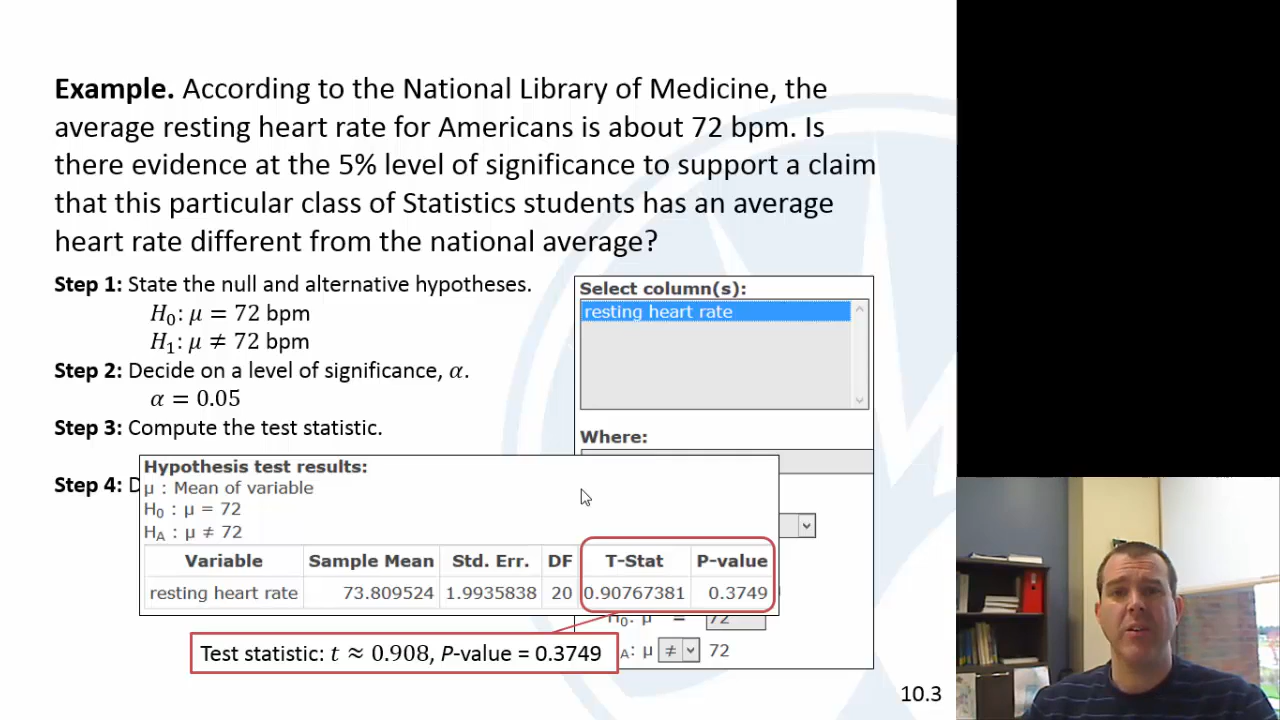 Example. According to the National Library of Medicine, the
average resting heart rate for Americans is about 72 bpm. Is
there evidence at the 5% level of significance to support a claim
that this particular class of Statistics students has an average
heart rate different from the national average?
Step 1: State the null and alternative hypotheses.
H₀: μ = 72 bpm
H₁: μ ≠ 72 bpm
Step 2: Decide on a level of significance, α.
α = 0.05
Step 3: Compute the test statistic.
Step 4: D
Select column(s):
resting heart rate
Where:
Hypothesis test results:
μ : Mean of variable
H₀ : μ = 72
H_A : μ ≠ 72
Variable Sample Mean Std. Err. DF T-Stat P-value
resting heart rate 73.809524 1.9935838 20 0.90767381 0.3749
H₀: μ = 72
A: μ ≠ 72
Test statistic: t ≈ 0.908, P-value = 0.3749
10.3